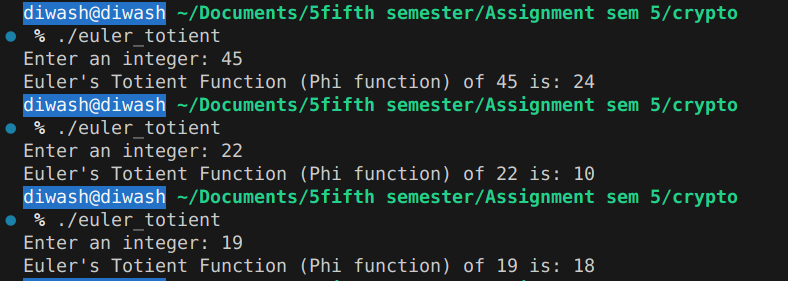 diwash@diwash ~/Documents/5fifth semester/Assignment sem 5/crypto
% ./euler_totient
Enter an integer: 45
Euler's Totient Function (Phi function) of 45 is: 24
diwash@diwash ~/Documents/5fifth semester/Assignment sem 5/crypto
% ./euler_totient
Enter an integer: 22
Euler's Totient Function (Phi function) of 22 is: 10
diwash@diwash ~/Documents/5fifth semester/Assignment sem 5/crypto
% ./euler_totient
Enter an integer: 19
Euler's Totient Function (Phi function) of 19 is: 18